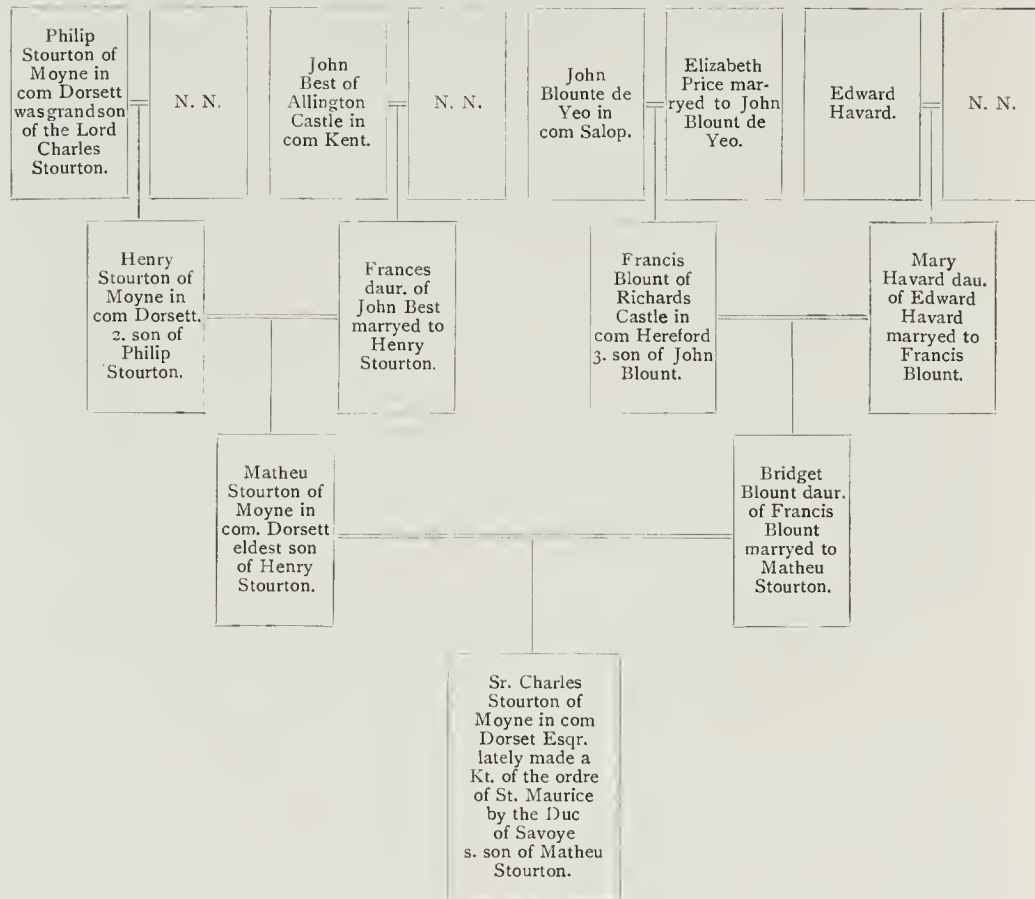 Philip
Stourton of
Moyne in
com Dorsett
was grandson
of the Lord
Charles
Stourton.
N. N.
John
Best of
Allington
Castle in
com Kent.
N. N.
John
Blounte de
Yeo in
com Salop.
Elizabeth
Price mar-
ryed to John
Blount de
Yeo.
Edward
Havard.
N. N.
Henry
Stourton of
Moyne in
com Dorsett.
2. son of
Philip
Stourton.
Frances
daur. of
John Best
marryed to
Henry
Stourton.
Francis
Blount of
Richards
Castle in
com Hereford
3. son of John
Blount.
Mary
Havard dau.
of Edward
Havard
marryed to
Francis
Blount.
Matheu
Stourton of
Moyne in
com. Dorsett
eldest son
of Henry
Stourton.
Bridget
Blount daur.
of Francis
Blount
marryed to
Matheu
Stourton.
Sr. Charles
Stourton of
Moyne in com
Dorset Esqr.
lately made a
Kt. of the ordre
of St. Maurice
by the Duc
of Savoye
s. son of Matheu
Stourton.